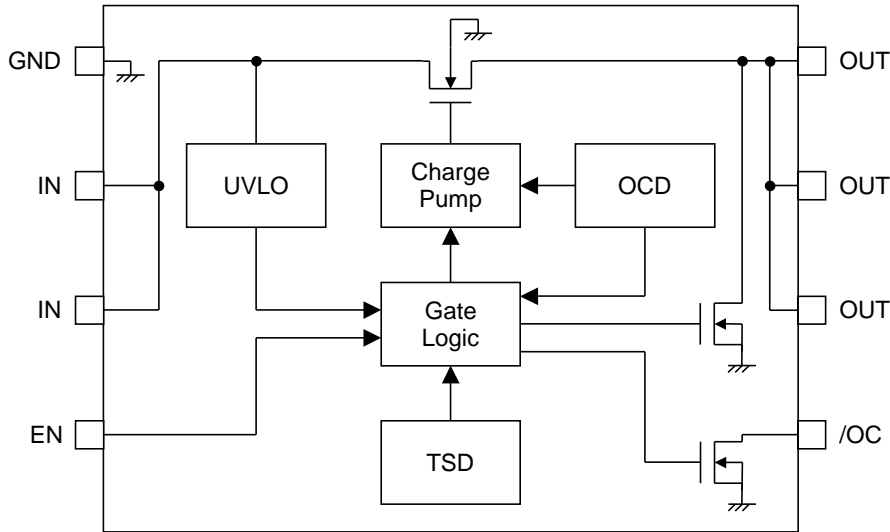 GND
OUT
IN
UVLO
Charge
Pump
OCD
OUT
IN
Gate
Logic
OUT
EN
TSD
/OC